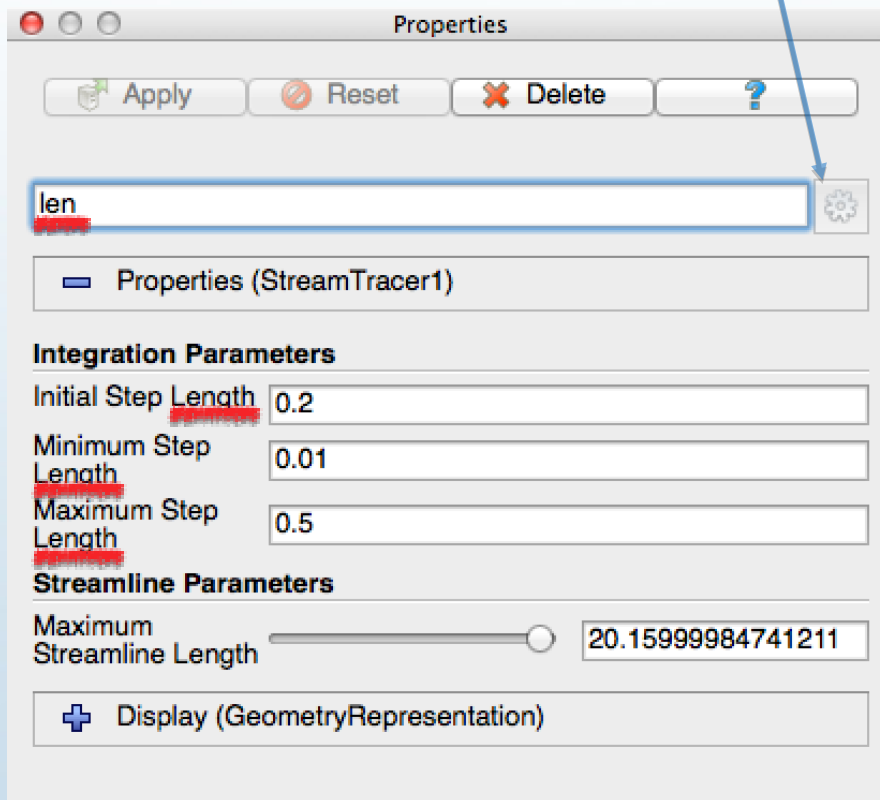 Properties
Apply Reset Delete ?
len
Properties (StreamTracer1)
Integration Parameters
Initial Step Length 0.2
Minimum Step
Length
0.01
Maximum Step
Length
0.5
Streamline Parameters
Maximum
Streamline Length
20.15999984741211
Display (GeometryRepresentation)